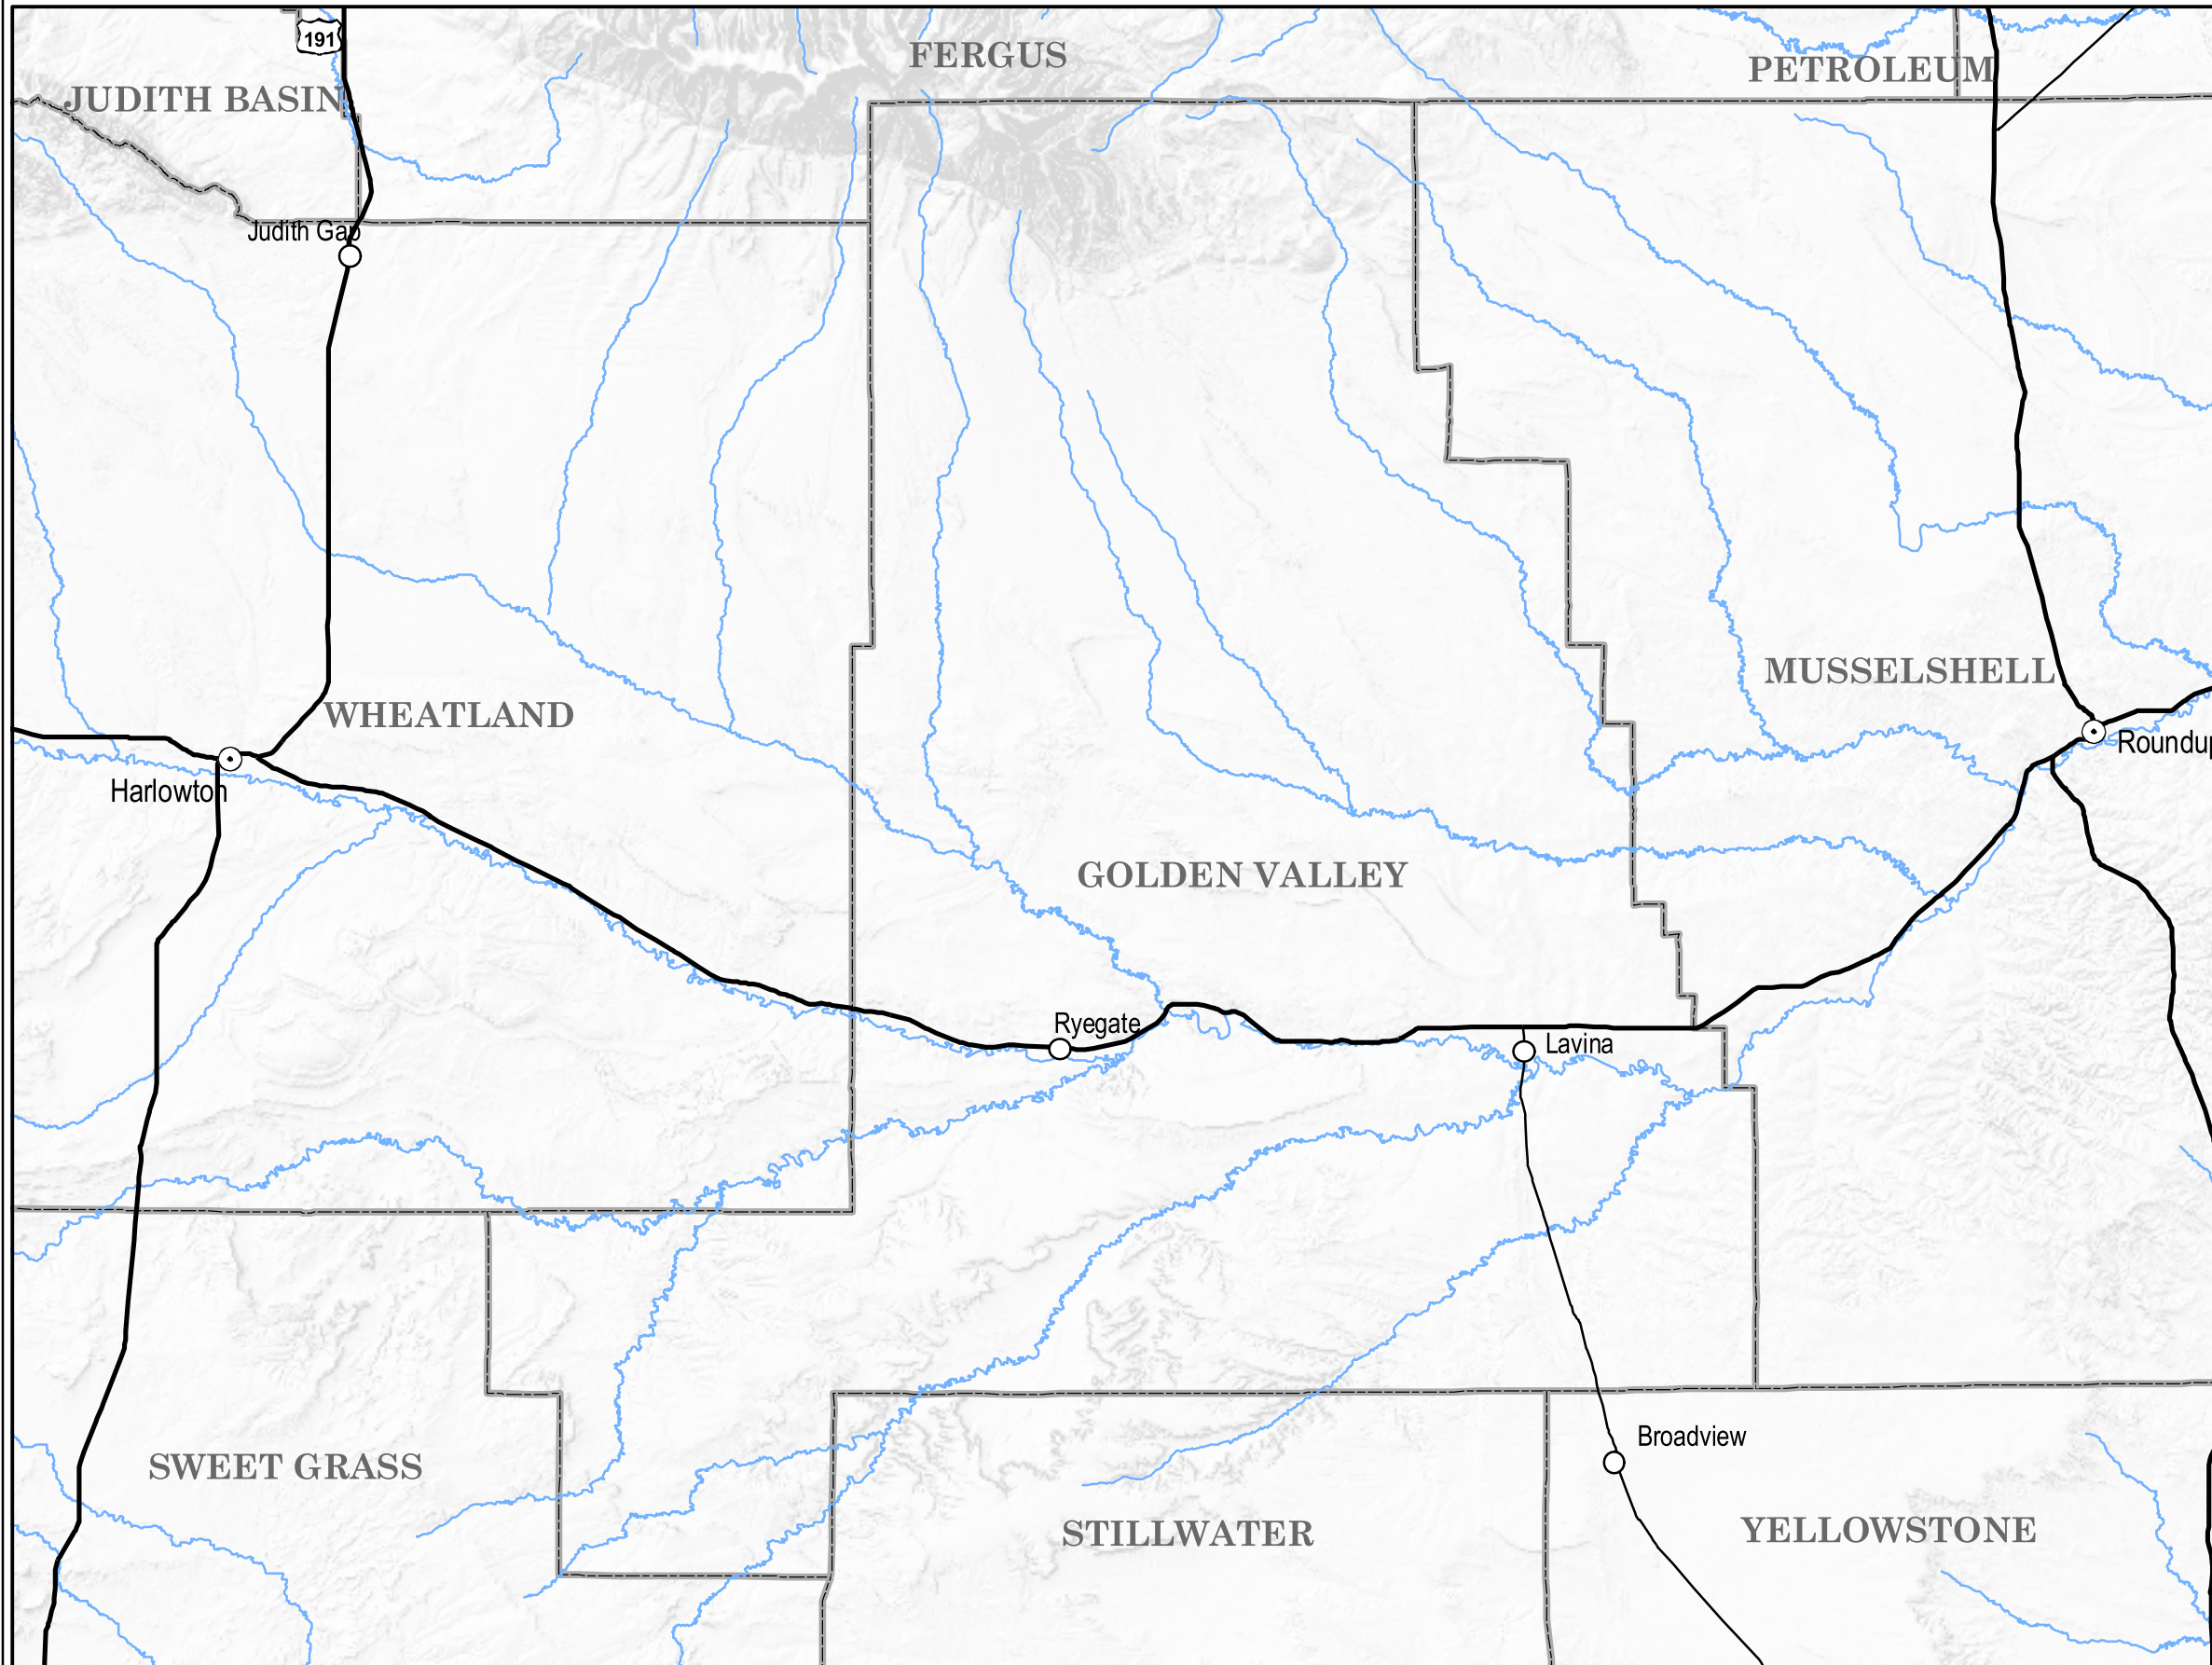 191
FERGUS
PETROLEUM
JUDITH BASIN
Judith Gap
MUSSELSHELL
WHEATLAND
Roundup
Harlowton
GOLDEN VALLEY
Ryegate
Lavina
Broadview
SWEET GRASS
STILLWATER
YELLOWSTONE